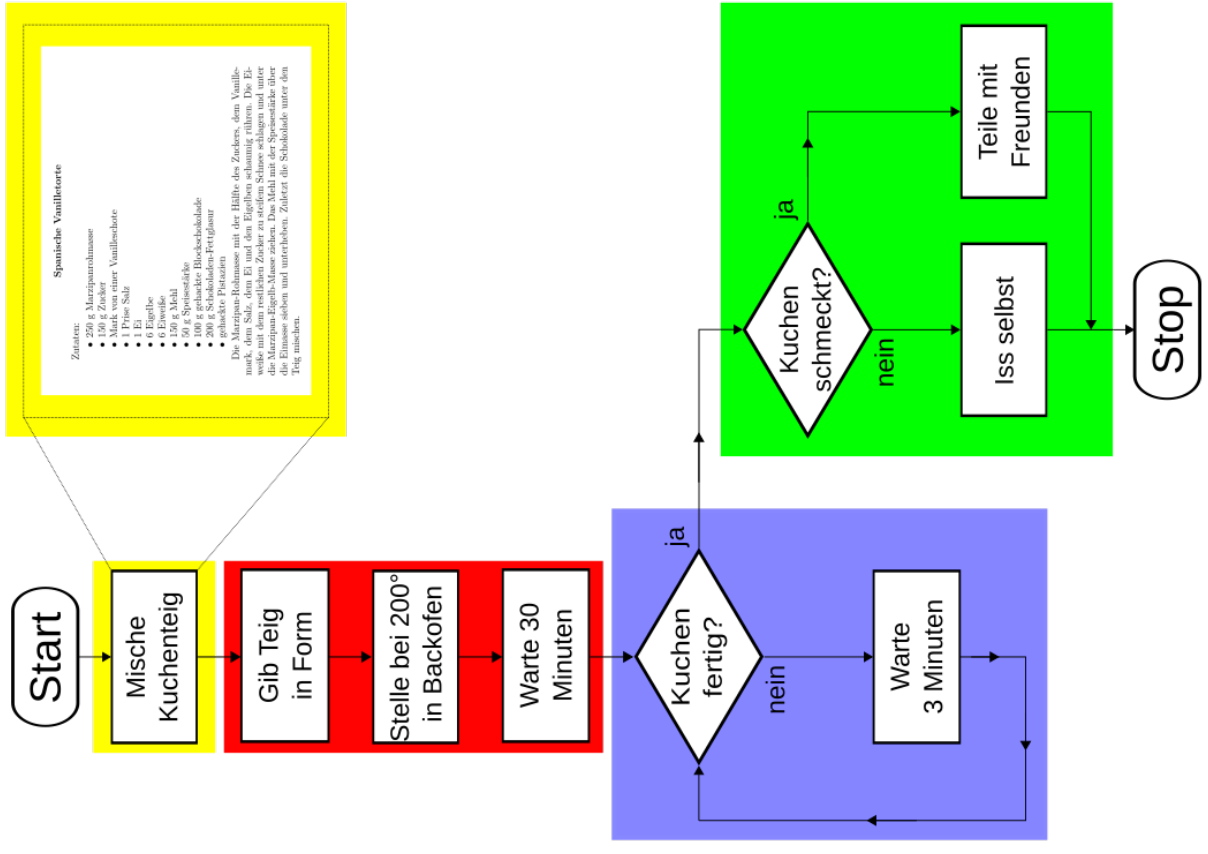 Start
Mische
Kuchenteig
Spanische Vanilletorte
Zutaten:
• 250 g Marzipanrohmasse
• 150 g Zucker
• Mark von einer Vanilleschote
• 1 Prise Salz
• 1 Ei
• 6 Eigelbe
• 6 Eiweiße
• 150 g Mehl
• 50 g Speisestärke
• 100 g gehackte Blockschokolade
• 200 g Schokoladen-Fettglasur
• gehackte Pistazien
Die Marzipan-Rohmasse mit der Hälfte des Zuckers, dem Vanille-
mark, dem Salz, dem Ei und den Eigelben schaumig rühren. Die Ei-
weiße mit dem restlichen Zucker zu steifem Schnee schlagen und unter
die Marzipan-Eigelb-Masse ziehen. Das Mehl mit der Speisestärke über
die Eimasse sieben und unterheben. Zuletzt die Schokolade unter den
Teig mischen.
Gib Teig
in Form
Stelle bei 200°
in Backofen
Warte 30
Minuten
Kuchen
fertig?
ja
nein
Warte
3 Minuten
Kuchen
schmeckt?
ja
nein
Iss selbst
Teile mit
Freunden
Stop